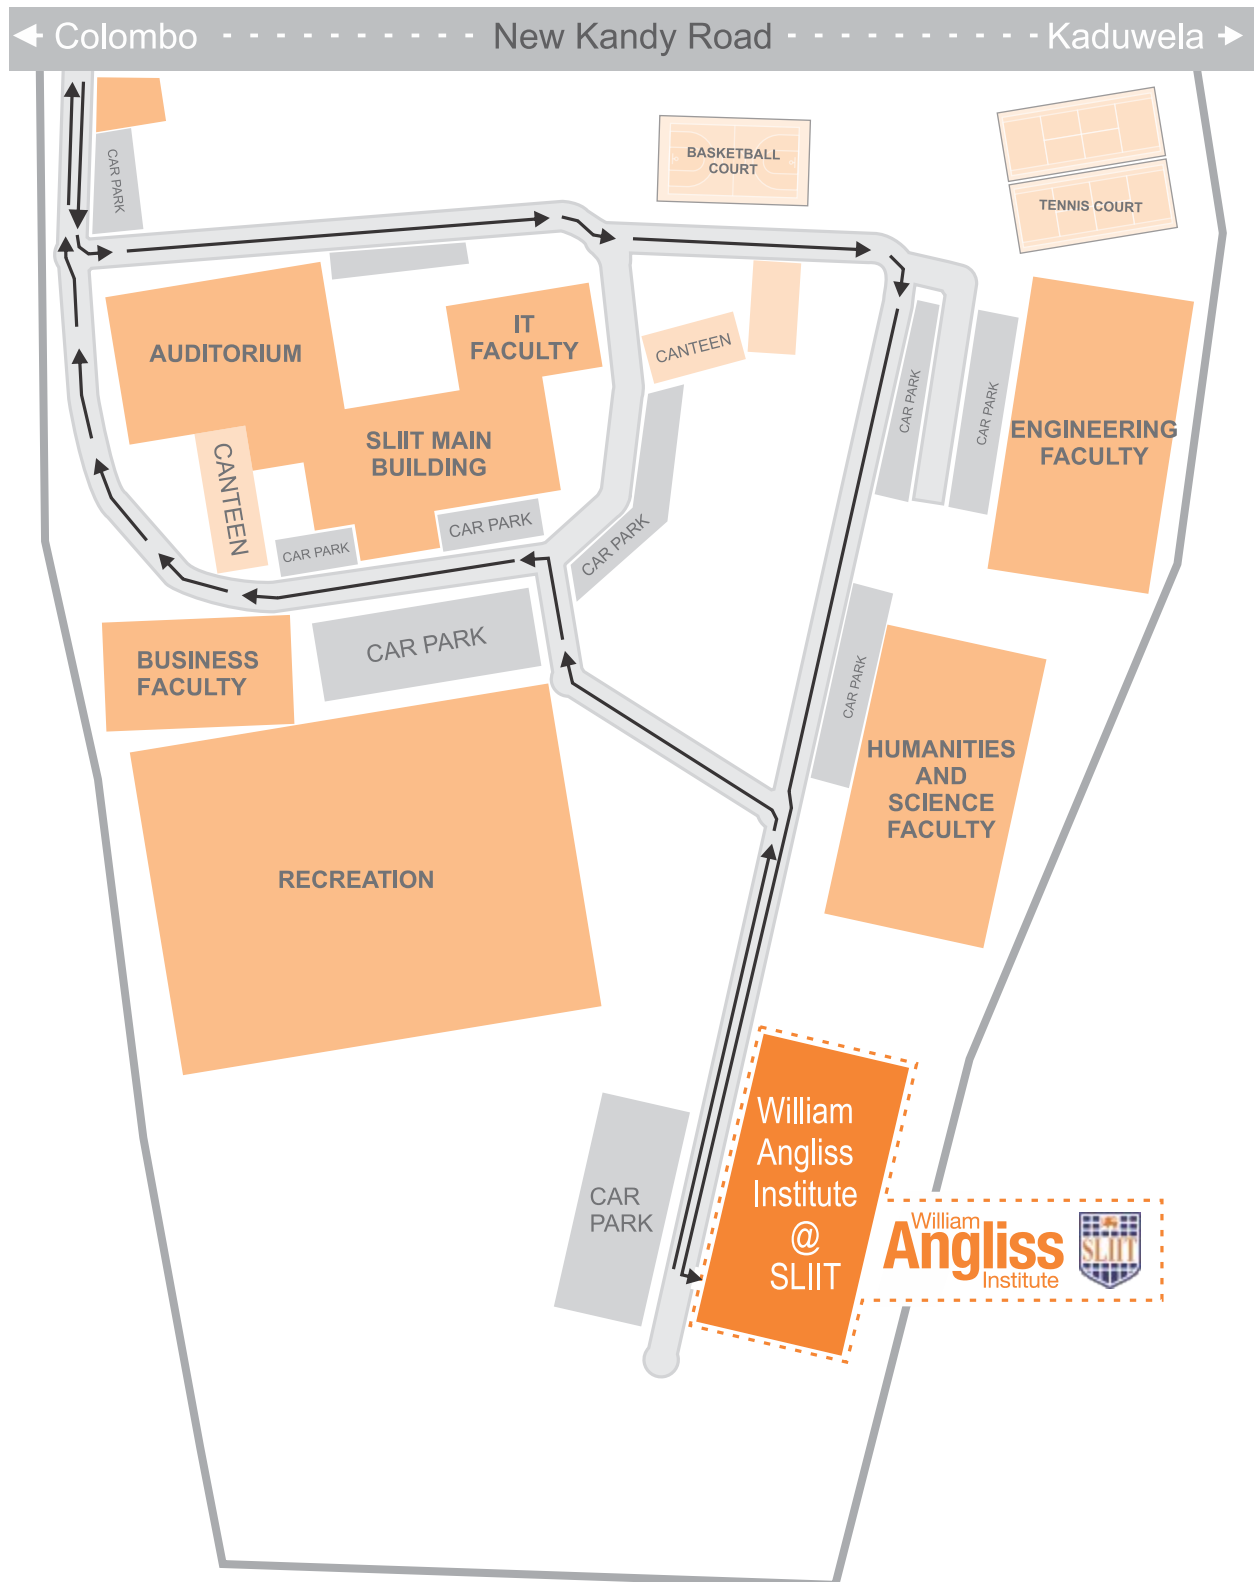 Colombo
New Kandy Road
Kaduwela
CAR PARK
BASKETBALL
COURT
TENNIS COURT
AUDITORIUM
IT
FACULTY
CANTEEN
CAR PARK
CAR PARK
ENGINEERING
FACULTY
SLIIT MAIN
BUILDING
CANTEEN
CAR PARK
CAR PARK
CAR PARK
BUSINESS
FACULTY
CAR PARK
CAR PARK
HUMANITIES
AND
SCIENCE
FACULTY
RECREATION
CAR
PARK
William
Angliss
Institute
@
SLIIT
William
Angliss
Institute
SLIIT